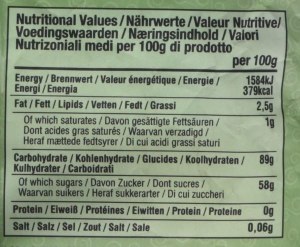 Nutritional Values / Nährwerte / Valeur Nutritive/
Voedingswaarden / Næringsindhold / Valori
Nutrizoniali medi per 100g di prodotto
per 100g
Energy / Brennwert / Valeur énergétique / Energie / 1584kJ
Energi / Energia 379kcal
Fat / Fett / Lipids / Vetten / Fedt / Grassi 2,5g
Of which saturates / Davon gesättigte Fettsäuren / 1g
Dont acides gras saturés / Waarvan verzadigd /
Heraf mættede fedtsyrer / Di cui acidi grassi saturi
Carbohydrate / Kohlenhydrate / Glucides / Koolhydraten / 89g
Kulhydrater / Carboidrati
Of which sugars / Davon Zucker / Dont sucres / 58g
Waarvan suikers / Heraf sukkerarter / Di cui zuccheri
Protein / Eiweiß / Protéines / Eiwitten / Protein / Proteine 0g
Salt / Salz / Sel / Zout / Salt / Sale 0,06g